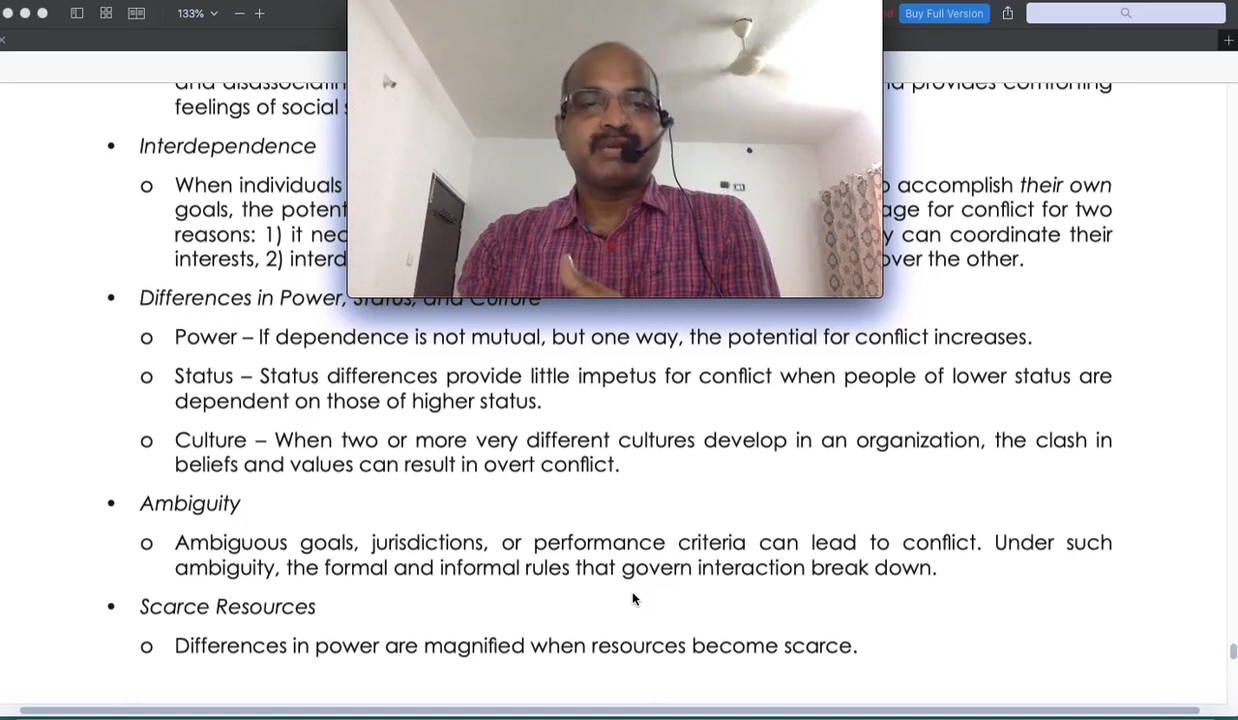 133%
Buy Full Version
feelings of social
• Interdependence
o When individuals accomplish their own
goals, the potent age for conflict for two
reasons: 1) it nec y can coordinate their
interests, 2) interd over the other.
• Differences in Power, Status, and Culture
o Power – If dependence is not mutual, but one way, the potential for conflict increases.
o Status – Status differences provide little impetus for conflict when people of lower status are
dependent on those of higher status.
o Culture – When two or more very different cultures develop in an organization, the clash in
beliefs and values can result in overt conflict.
• Ambiguity
o Ambiguous goals, jurisdictions, or performance criteria can lead to conflict. Under such
ambiguity, the formal and informal rules that govern interaction break down.
• Scarce Resources
o Differences in power are magnified when resources become scarce.